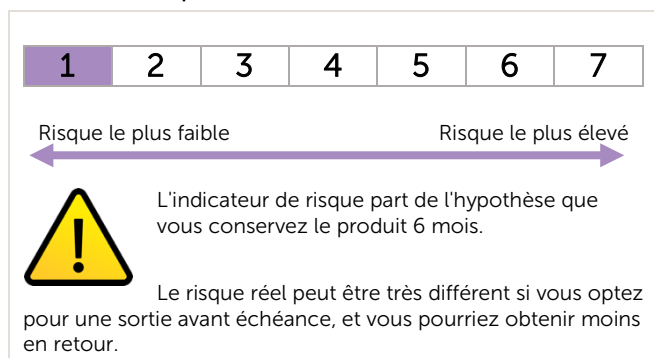 1 2 3 4 5 6 7
Risque le plus faible Risque le plus élevé
L'indicateur de risque part de l'hypothèse que
vous conservez le produit 6 mois.
Le risque réel peut être très différent si vous optez
pour une sortie avant échéance, et vous pourriez obtenir moins
en retour.